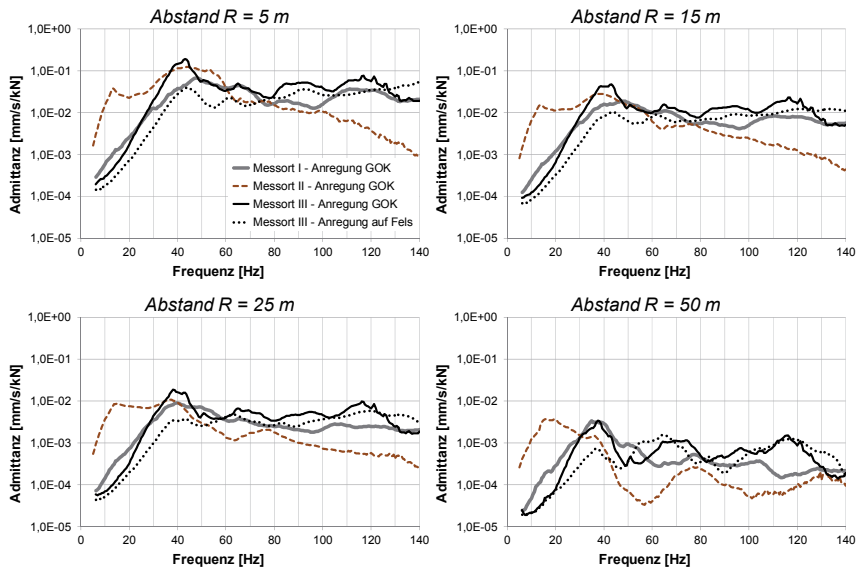 Abstand R = 5 m
Admittanz [mm/s/kN]
1,0E+00
1,0E-01
1,0E-02
1,0E-03
1,0E-04
1,0E-05
Messort I - Anregung GOK
Messort II - Anregung GOK
Messort III - Anregung GOK
Messort III - Anregung auf Fels
0 20 40 60 80 100 120 140
Frequenz [Hz]
Abstand R = 15 m
Admittanz [mm/s/kN]
1,0E+00
1,0E-01
1,0E-02
1,0E-03
1,0E-04
1,0E-05
0 20 40 60 80 100 120 140
Frequenz [Hz]
Abstand R = 25 m
Admittanz [mm/s/kN]
1,0E+00
1,0E-01
1,0E-02
1,0E-03
1,0E-04
1,0E-05
0 20 40 60 80 100 120 140
Frequenz [Hz]
Abstand R = 50 m
Admittanz [mm/s/kN]
1,0E+00
1,0E-01
1,0E-02
1,0E-03
1,0E-04
1,0E-05
0 20 40 60 80 100 120 140
Frequenz [Hz]